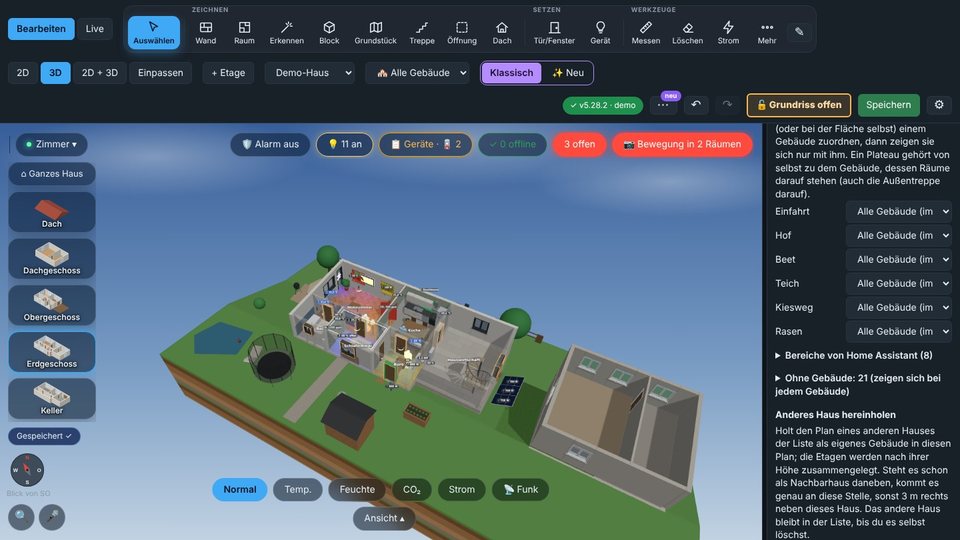 Bearbeiten
Live
ZEICHNEN
SETZEN
WERKZEUGE
Auswählen
Wand
Raum
Erkennen
Block
Grundstück
Treppe
Öffnung
Dach
Tür/Fenster
Gerät
Messen
Löschen
Strom
Mehr
2D
3D
2D + 3D
Einpassen
+ Etage
Demo-Haus
Alle Gebäude
Klassisch
Neu
neu
✓ v5.28.2 · demo
Grundriss offen
Speichern
Zimmer ▾
Alarm aus
11 an
Geräte · 2
✓ 0 offline
3 offen
Bewegung in 2 Räumen
⌂ Ganzes Haus
Dach
Dachgeschoss
Obergeschoss
Erdgeschoss
Keller
Gespeichert ✓
N
W
O
S
Blick von SO
Küche
Normal
Temp.
Feuchte
CO₂
Strom
Funk
Ansicht ▴
(oder bei der Fläche selbst) einem
Gebäude zuordnen, dann zeigen sie
sich nur mit ihm. Ein Plateau gehört von
selbst zu dem Gebäude, dessen Räume
darauf stehen (auch die Außentreppe
darauf).
Einfahrt Alle Gebäude (im
Hof Alle Gebäude (im
Beet Alle Gebäude (im
Teich Alle Gebäude (im
Kiesweg Alle Gebäude (im
Rasen Alle Gebäude (im
▶ Bereiche von Home Assistant (8)
▶ Ohne Gebäude: 21 (zeigen sich bei
jedem Gebäude)
Anderes Haus hereinholen
Holt den Plan eines anderen Hauses
der Liste als eigenes Gebäude in diesen
Plan; die Etagen werden nach ihrer
Höhe zusammengelegt. Steht es schon
als Nachbarhaus daneben, kommt es
genau an diese Stelle, sonst 3 m rechts
neben dieses Haus. Das andere Haus
bleibt in der Liste, bis du es selbst
löschst.